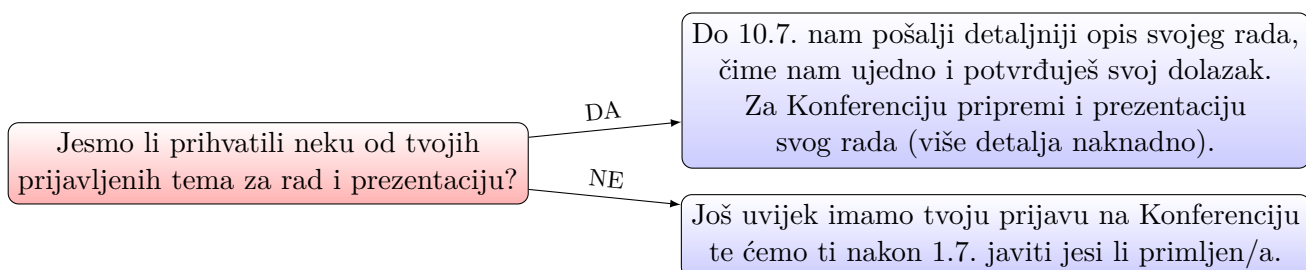 Jesmo li prihvatili neku od tvojih
prijavljenih tema za rad i prezentaciju?
DA
Do 10.7. nam pošalji detaljniji opis svojeg rada,
čime nam ujedno i potvrđuješ svoj dolazak.
Za Konferenciju pripremi i prezentaciju
svog rada (više detalja naknadno).
NE
Još uvijek imamo tvoju prijavu na Konferenciju
te ćemo ti nakon 1.7. javiti jesi li primljen/a.